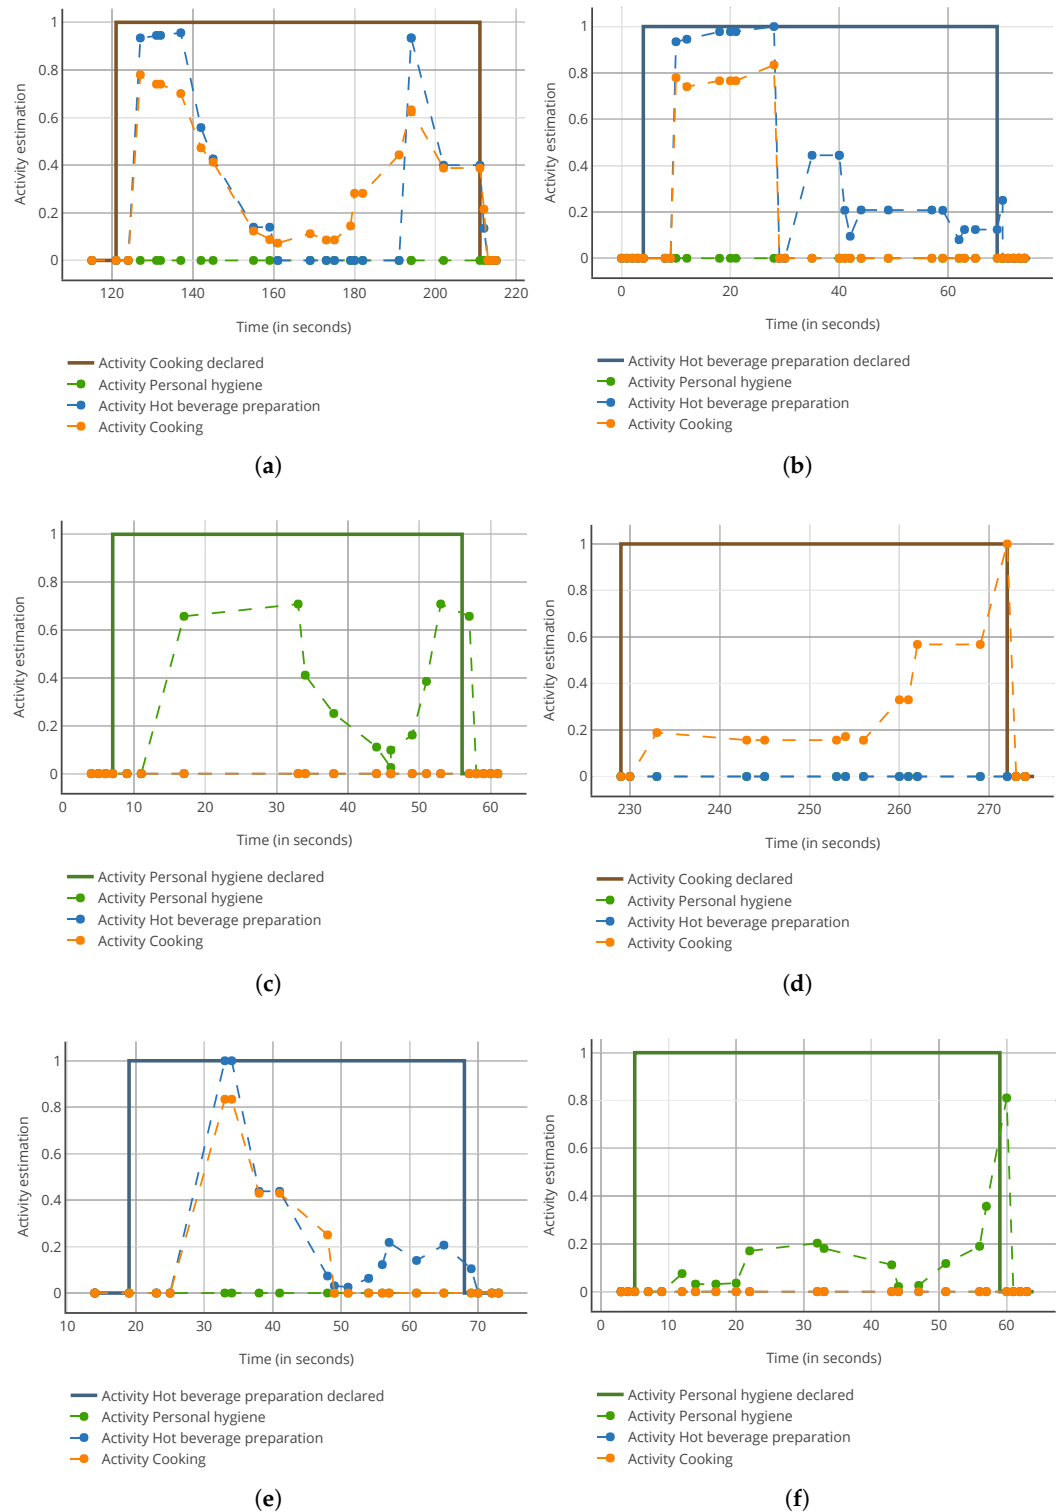 1
0.8
0.6
0.4
0.2
0
Activity estimation
120 140 160 180 200 220
Time (in seconds)
Activity Cooking declared
Activity Personal hygiene
Activity Hot beverage preparation
Activity Cooking
(a)
1
0.8
0.6
0.4
0.2
0
Activity estimation
0 20 40 60
Time (in seconds)
Activity Hot beverage preparation declared
Activity Personal hygiene
Activity Hot beverage preparation
Activity Cooking
(b)
1
0.8
0.6
0.4
0.2
0
Activity estimation
0 10 20 30 40 50 60
Time (in seconds)
Activity Personal hygiene declared
Activity Personal hygiene
Activity Hot beverage preparation
Activity Cooking
(c)
1
0.8
0.6
0.4
0.2
0
Activity estimation
230 240 250 260 270
Time (in seconds)
Activity Cooking declared
Activity Personal hygiene
Activity Hot beverage preparation
Activity Cooking
(d)
1
0.8
0.6
0.4
0.2
0
Activity estimation
10 20 30 40 50 60 70
Time (in seconds)
Activity Hot beverage preparation declared
Activity Personal hygiene
Activity Hot beverage preparation
Activity Cooking
(e)
1
0.8
0.6
0.4
0.2
0
Activity estimation
0 10 20 30 40 50 60
Time (in seconds)
Activity Personal hygiene declared
Activity Personal hygiene
Activity Hot beverage preparation
Activity Cooking
(f)